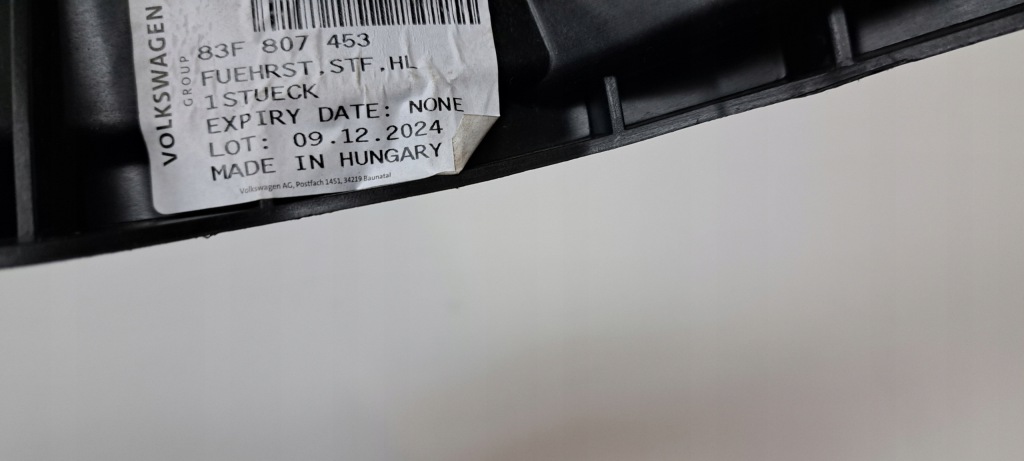 VOLKSWAGEN
GROUP
83F 807 453
FUEHRST.STF.HL
1STUECK
EXPIRY DATE: NONE
LOT: 09.12.2024
MADE IN HUNGARY
Volkswagen AG, Postfach 1451, 34219 Baunatal